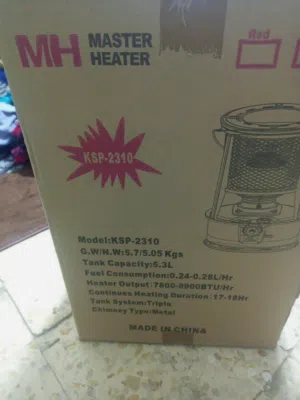 MH MASTER HEATER
Red
KSP-2310
Model:KSP-2310
G.W/N.W:5.7/5.05 Kgs
Tank Capacity:5.3L
Fuel Consumption:0.24-0.28L/Hr
Heater Output:7800-8900BTU/Hr
Continues Heating Duration:17-18Hr
Tank System:Triple
Chimney Type:Metal
MADE IN CHINA